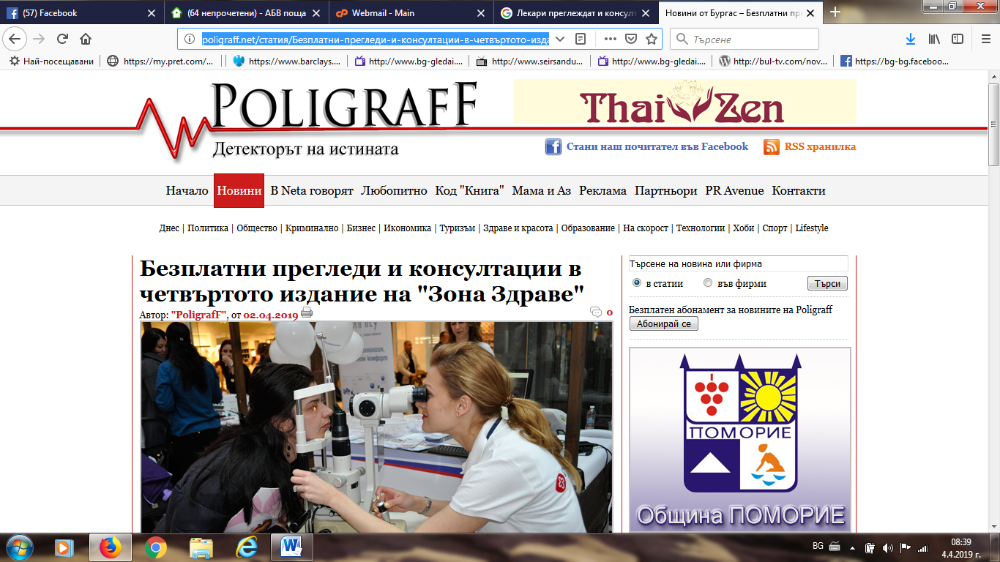 (57) Facebook
(64 непрочетени) - АБВ поща
Webmail - Main
Лекари преглеждат и консулт
Новини от Бургас – Безплатни пре
poligraff.net/статия/Безплатни-прегледи-и-консултации-в-четвъртото-изда
Търсене
Най-посещавани
https://my.pret.com/...
https://www.barclays....
http://www.bg-gledai....
http://www.seirsandu...
http://www.bg-gledai....
http://bul-tv.com/nov...
https://bg-bg.faceboo...
POLIGRAFF
Детекторът на истината
Thai Zen
Стани наш почитател във Facebook
RSS хранилка
Начало Новини В Neta говорят Любопитно Код "Книга" Мама и Аз Реклама Партньори PR Avenue Контакти
Днес | Политика | Общество | Криминално | Бизнес | Икономика | Туризъм | Здраве и красота | Образование | На скорост | Технологии | Хоби | Спорт | Lifestyle
Безплатни прегледи и консултации в
четвъртото издание на "Зона Здраве"
Автор: "PoligrafF", от 02.04.2019
0
Търсене на новина или фирма
в статии
във фирми
Търси
Безплатен абонамент за новините на Poligraff
Абонирай се
ПОМОРИЕ
Община ПОМОРИЕ
BG
08:39
4.4.2019 г.